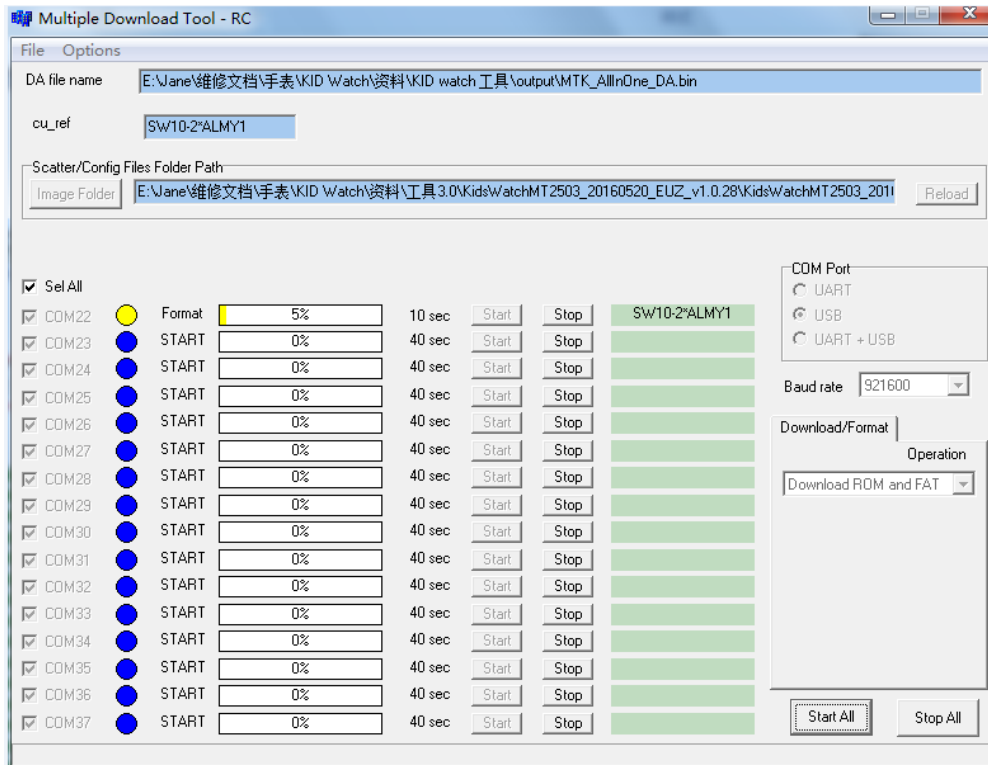 Multiple Download Tool - RC
File Options
DA file name E:\Jane\维修文档\手表\KID Watch\资料\KID watch 工具\output\MTK_AllInOne_DA.bin
cu_ref SW10-2*ALMY1
Scatter/Config Files Folder Path
Image Folder E:\Jane\维修文档\手表\KID Watch\资料\工具3.0\KidsWatchMT2503_20160520_EUZ_v1.0.28\KidsWatchMT2503_201 Reload
COM Port
Sel All
UART
COM22 Format 5% 10 sec Start Stop SW10-2*ALMY1
USB
COM23 START 0% 40 sec Start Stop
UART + USB
COM24 START 0% 40 sec Start Stop
Baud rate 921600
COM25 START 0% 40 sec Start Stop
COM26 START 0% 40 sec Start Stop
Download/Format
COM27 START 0% 40 sec Start Stop
Operation
COM28 START 0% 40 sec Start Stop
Download ROM and FAT
COM29 START 0% 40 sec Start Stop
COM30 START 0% 40 sec Start Stop
COM31 START 0% 40 sec Start Stop
COM32 START 0% 40 sec Start Stop
COM33 START 0% 40 sec Start Stop
COM34 START 0% 40 sec Start Stop
COM35 START 0% 40 sec Start Stop
COM36 START 0% 40 sec Start Stop
COM37 START 0% 40 sec Start Stop
Start All Stop All